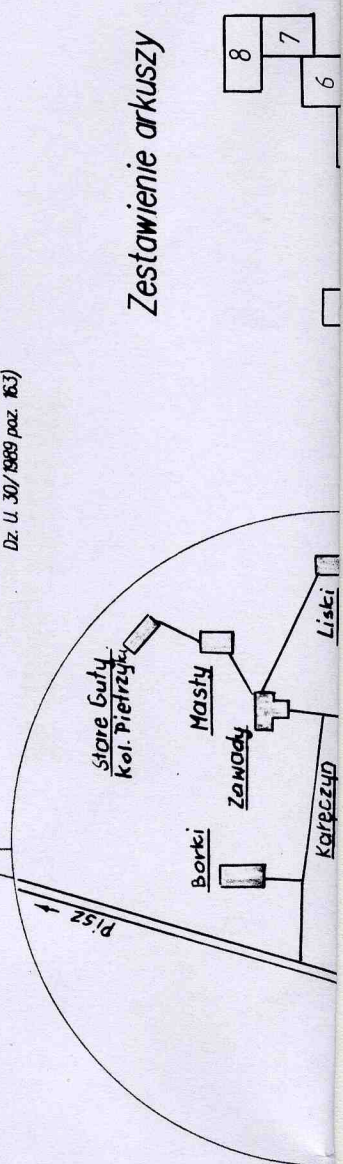 Dz. U. 30/1989 poz. 163)
Zestawienie arkuszy
8
7
6
Pisz
Stare Guty
Kol. Pietrzyki
Masty
Zawady
Borki
Karęczyn
Liski